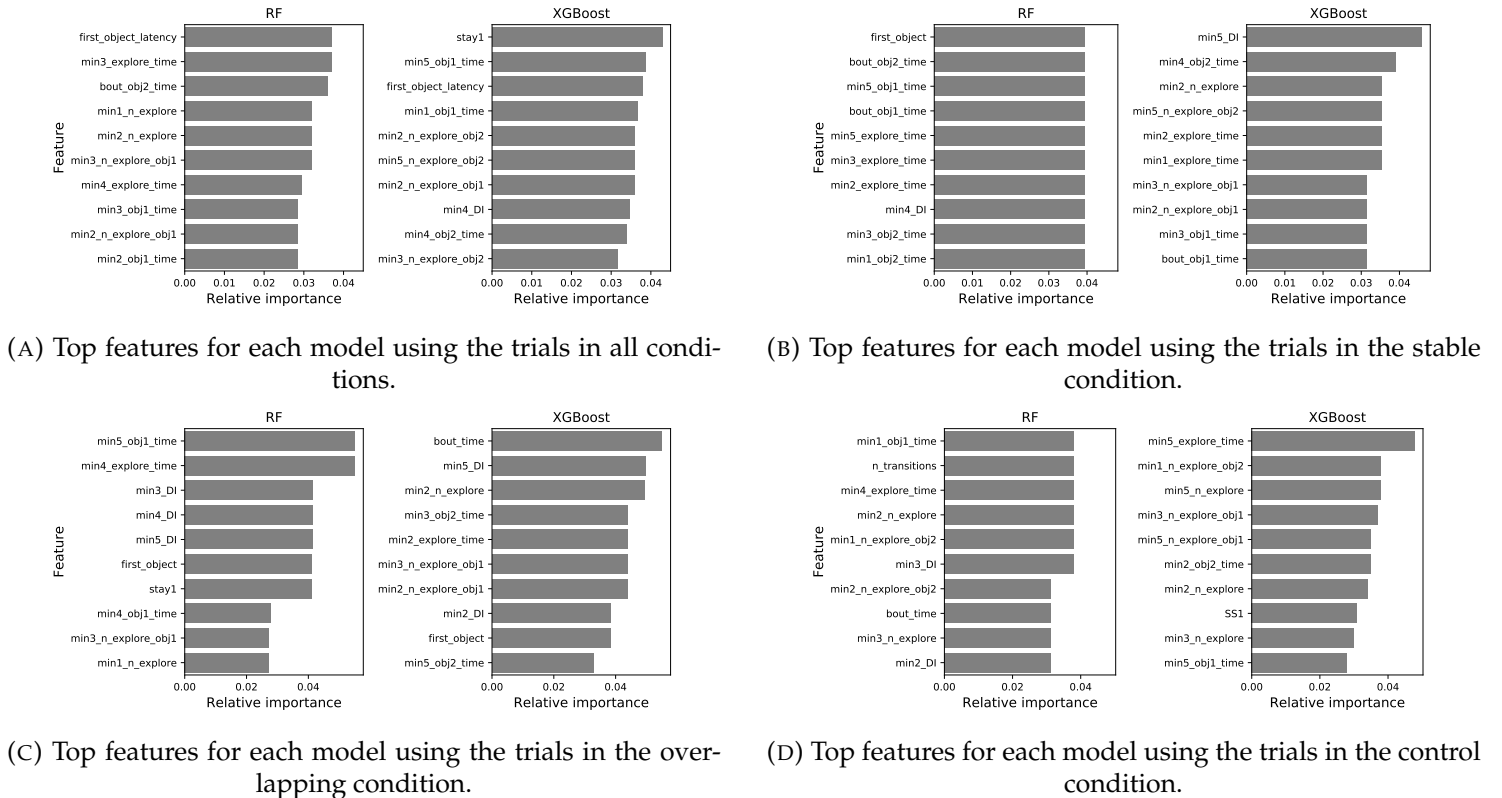 RF
first_object_latency
min3_explore_time
bout_obj2_time
min1_n_explore
min2_n_explore
min3_n_explore_obj1
min4_explore_time
min3_obj1_time
min2_n_explore_obj1
min2_obj1_time
Feature
0.00 0.01 0.02 0.03 0.04
Relative importance
XGBoost
stay1
min5_obj1_time
first_object_latency
min1_obj1_time
min2_n_explore_obj2
min5_n_explore_obj2
min2_n_explore_obj1
min4_DI
min4_obj2_time
min3_n_explore_obj2
0.00 0.01 0.02 0.03 0.04
Relative importance
(A) Top features for each model using the trials in all condi-
tions.
RF
first_object
bout_obj2_time
min5_obj1_time
bout_obj1_time
min5_explore_time
min3_explore_time
min2_explore_time
min4_DI
min3_obj2_time
min1_obj2_time
Feature
0.00 0.01 0.02 0.03 0.04
Relative importance
XGBoost
min5_DI
min4_obj2_time
min2_n_explore
min5_n_explore_obj2
min2_explore_time
min1_explore_time
min3_n_explore_obj1
min2_n_explore_obj1
min3_obj1_time
bout_obj1_time
0.00 0.01 0.02 0.03 0.04
Relative importance
(B) Top features for each model using the trials in the stable
condition.
RF
min5_obj1_time
min4_explore_time
min3_DI
min4_DI
min5_DI
first_object
stay1
min4_obj1_time
min3_n_explore_obj1
min1_n_explore
Feature
0.00 0.02 0.04
Relative importance
XGBoost
bout_time
min5_DI
min2_n_explore
min3_obj2_time
min2_explore_time
min3_n_explore_obj1
min2_n_explore_obj1
min2_DI
first_object
min5_obj2_time
0.00 0.02 0.04
Relative importance
(C) Top features for each model using the trials in the over-
lapping condition.
RF
min1_obj1_time
n_transitions
min4_explore_time
min2_n_explore
min1_n_explore_obj2
min3_DI
min2_n_explore_obj2
bout_time
min3_n_explore
min2_DI
Feature
0.00 0.02 0.04
Relative importance
XGBoost
min5_explore_time
min1_n_explore_obj2
min5_n_explore
min3_n_explore_obj1
min5_n_explore_obj1
min2_obj2_time
min2_n_explore
SS1
min3_n_explore
min5_obj1_time
0.00 0.02 0.04
Relative importance
(D) Top features for each model using the trials in the control
condition.